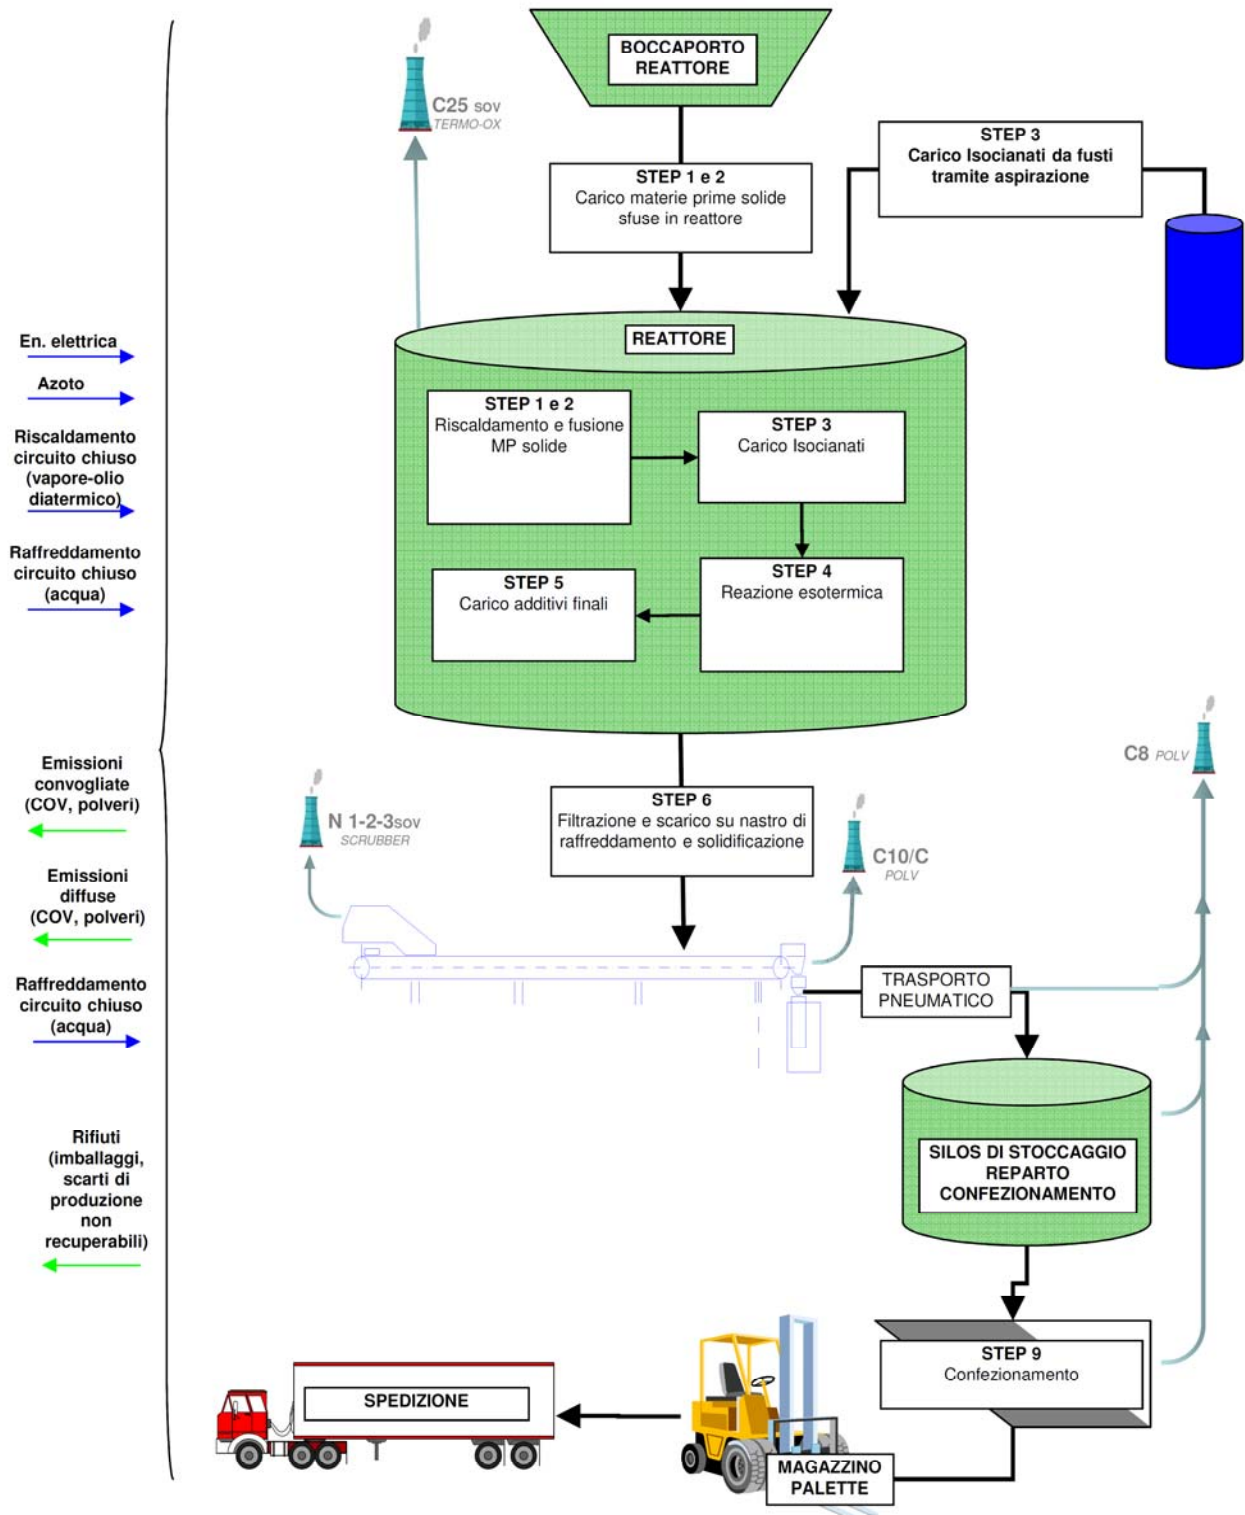 BOCCAPORTO
REATTORE
C25 sov
TERMO-OX
STEP 1 e 2
Carico materie prime solide
sfuse in reattore
STEP 3
Carico Isocianati da fusti
tramite aspirazione
REATTORE
STEP 1 e 2
Riscaldamento e fusione
MP solide
STEP 3
Carico Isocianati
STEP 4
Reazione esotermica
STEP 5
Carico additivi finali
En. elettrica
Azoto
Riscaldamento
circuito chiuso
(vapore-olio
diatermico)
Raffreddamento
circuito chiuso
(acqua)
Emissioni
convogliate
(COV, polveri)
Emissioni
diffuse
(COV, polveri)
Raffreddamento
circuito chiuso
(acqua)
Rifiuti
(imballaggi,
scarti di
produzione
non
recuperabili)
N 1-2-3sov
SCRUBBER
STEP 6
Filtrazione e scarico su nastro di
raffreddamento e solidificazione
C10/C
POLV
C8 POLV
TRASPORTO
PNEUMATICO
SILOS DI STOCCAGGIO
REPARTO
CONFEZIONAMENTO
STEP 9
Confezionamento
MAGAZZINO
PALETTE
SPEDIZIONE